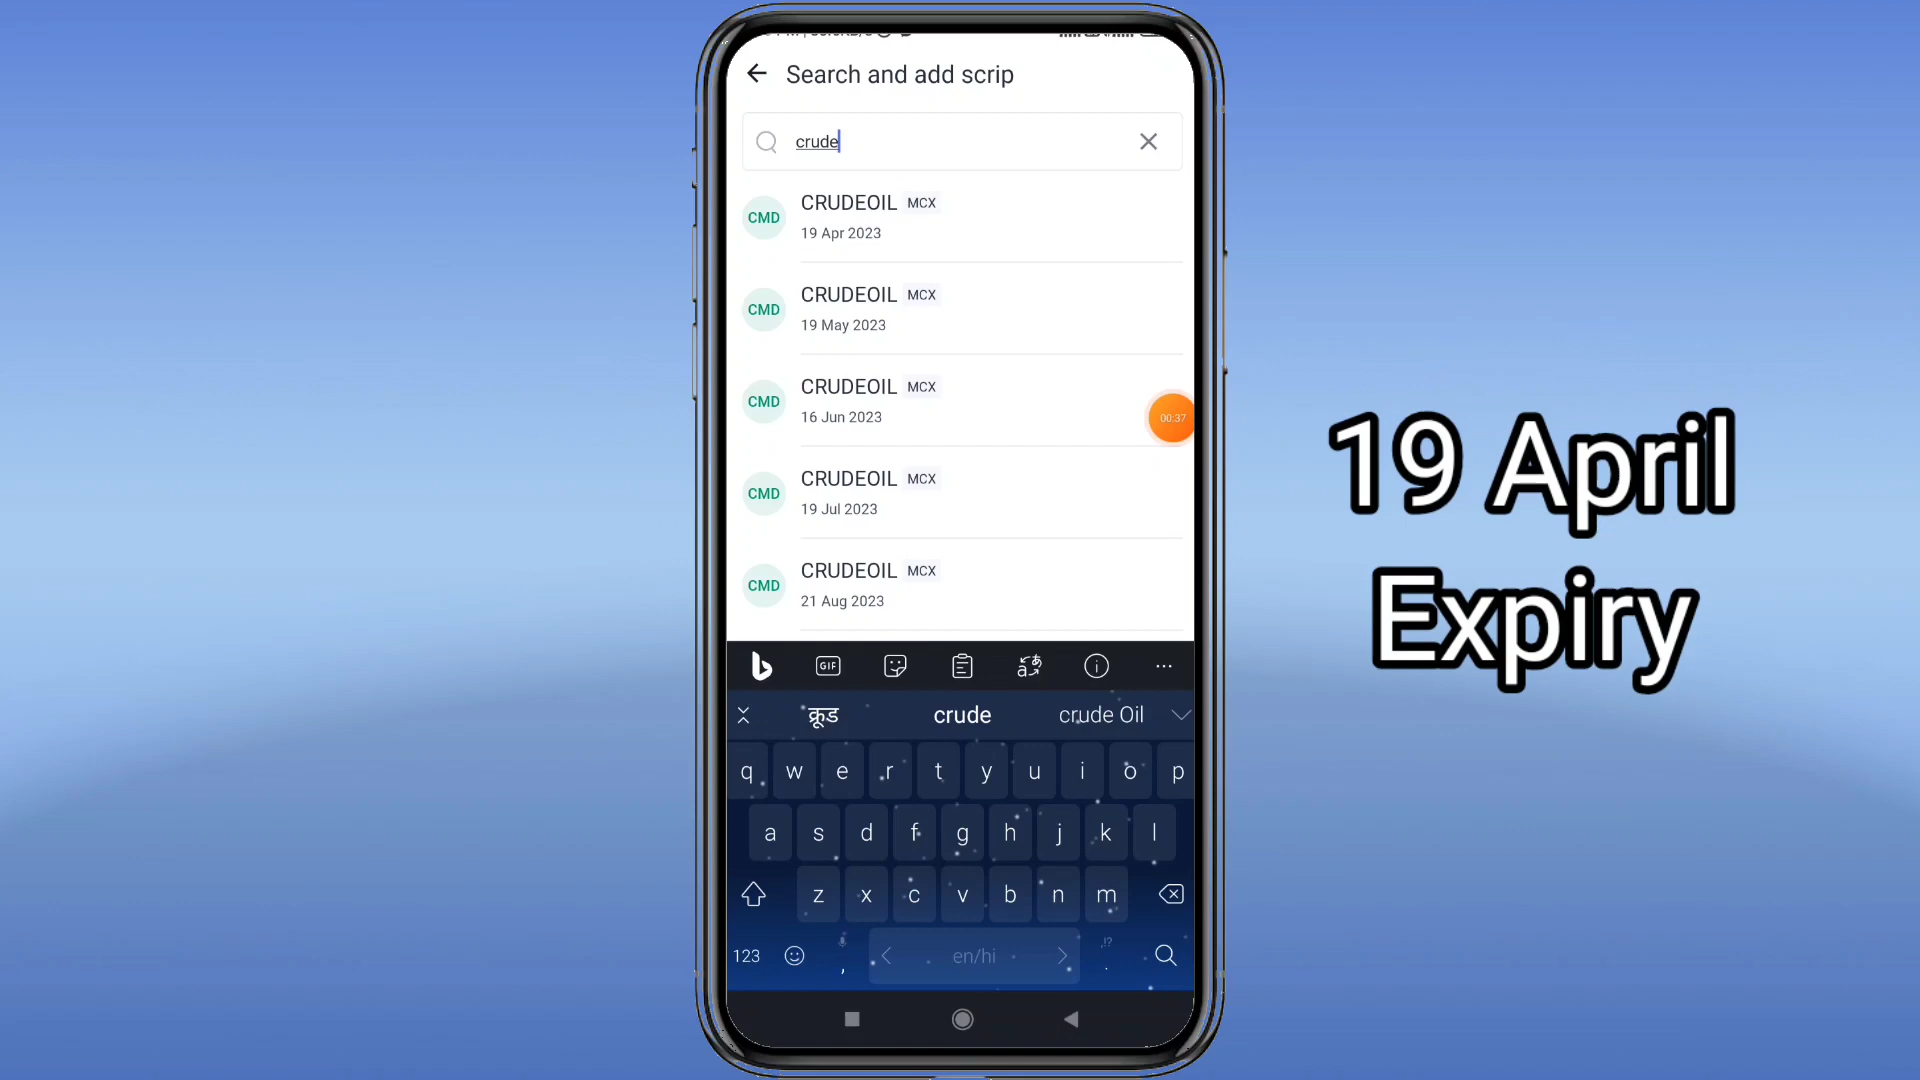 Search and add scrip
crude
CMD CRUDEOIL MCX
19 Apr 2023
CMD CRUDEOIL MCX
19 May 2023
CMD CRUDEOIL MCX
16 Jun 2023
00:37
CMD CRUDEOIL MCX
19 Jul 2023
CMD CRUDEOIL MCX
21 Aug 2023
GIF
क्रूड crude crude Oil
q w e r t y u i o p
a s d f g h j k l
z x c v b n m
123 , en/hi !? .
19 April
Expiry